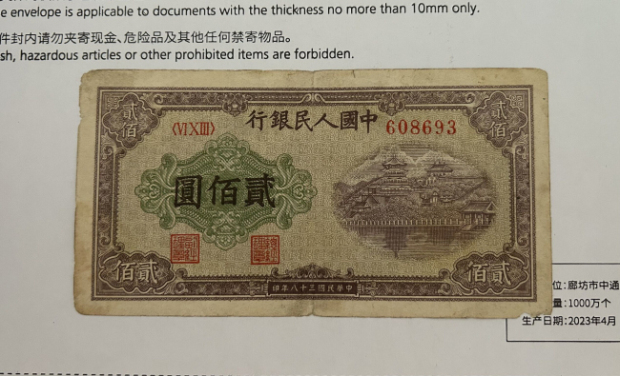 e envelope is applicable to documents with the thickness no more than 10mm only.
件封内请勿夹寄现金、危险品及其他任何禁寄物品。
sh, hazardous articles or other prohibited items are forbidden.
貳佰
貳佰
中國人民銀行
〈VI XIII〉
608693
貳佰圓
貳佰
貳佰
中華民國三十八年印
位:廊坊市中通
量:1000万个
生产日期:2023年4月